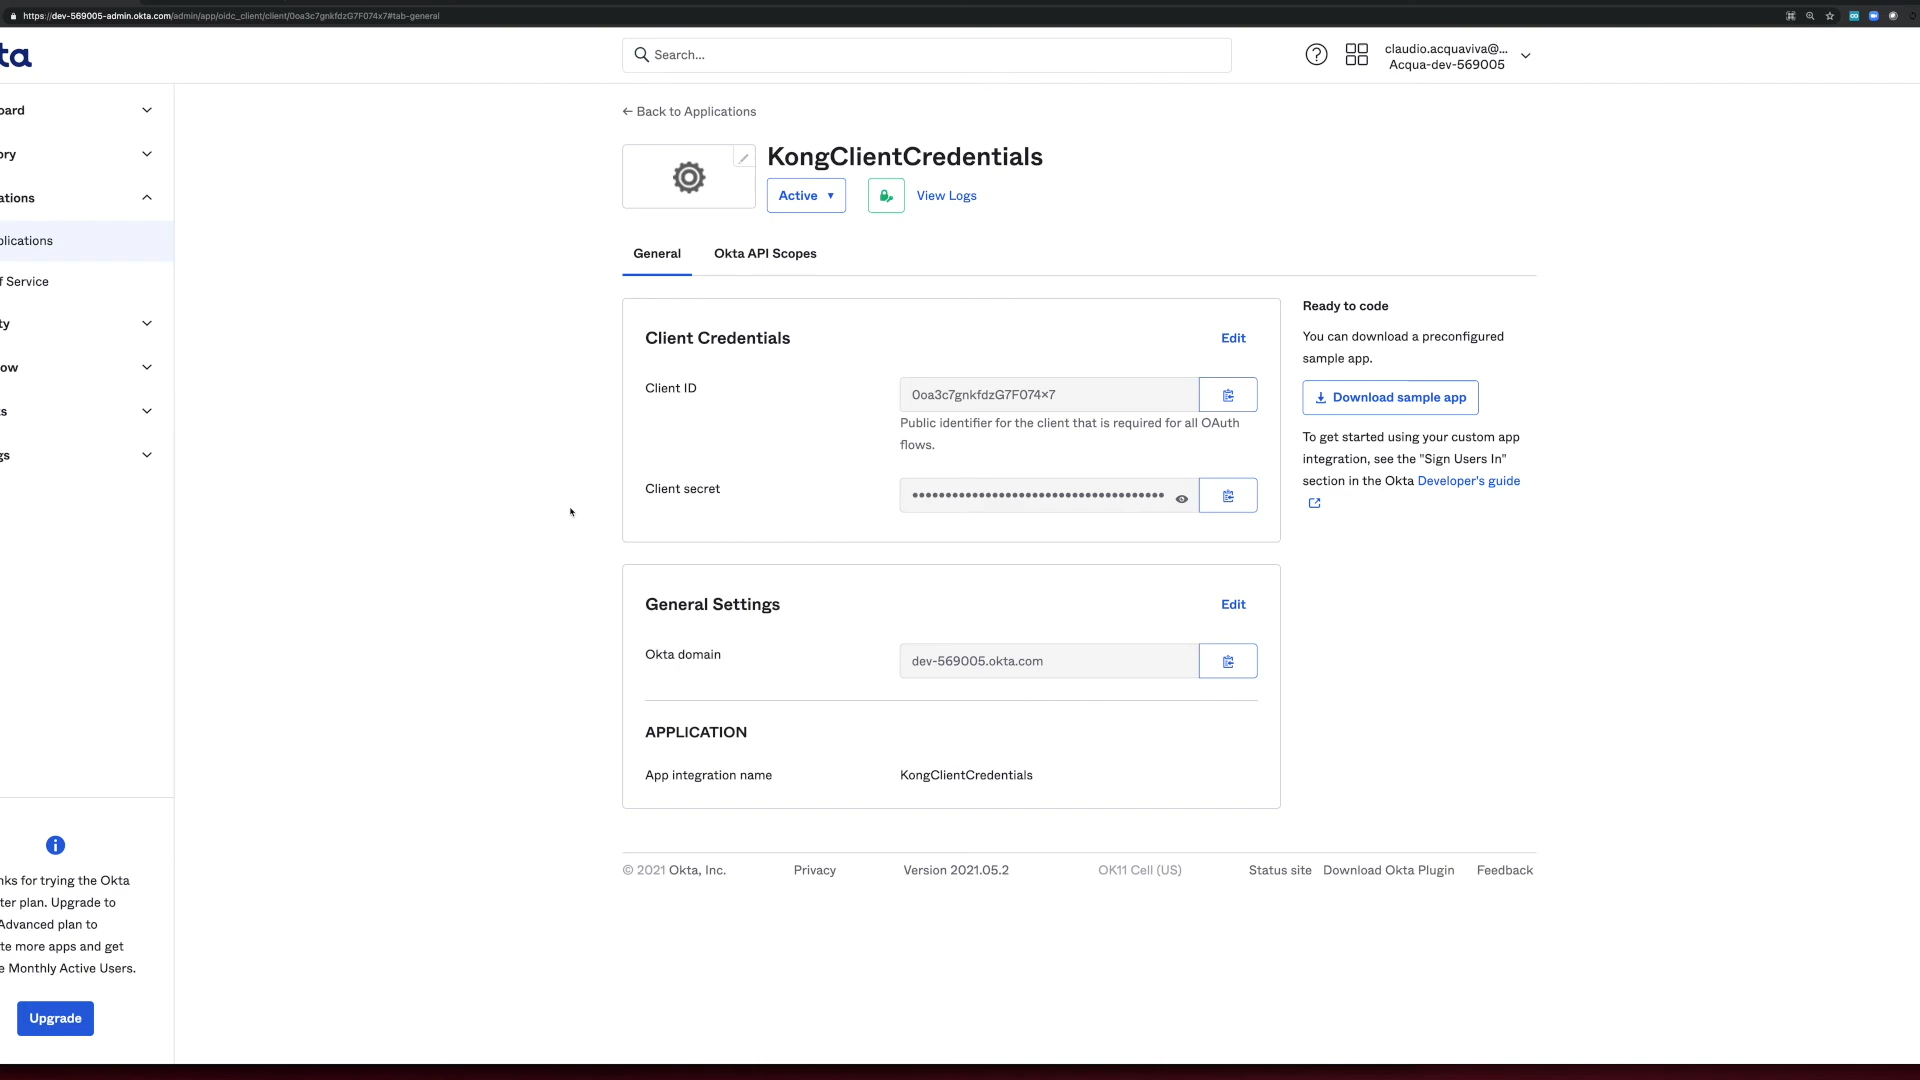 https://dev-569005-admin.okta.com/admin/app/oidc_client/client/0oa3c7gnkfdzG7F074x7#tab-general
ta
Search...
claudio.acquaviva@...
Acqua-dev-569005
oard
ory
ations
plications
f Service
ty
ow
s
gs
← Back to Applications
KongClientCredentials
Active ▼
View Logs
General
Okta API Scopes
Client Credentials
Edit
Client ID
0oa3c7gnkfdzG7F074x7
Public identifier for the client that is required for all OAuth
flows.
Client secret
••••••••••••••••••••••••••••••••••••••••
General Settings
Edit
Okta domain
dev-569005.okta.com
APPLICATION
App integration name
KongClientCredentials
Ready to code
You can download a preconfigured
sample app.
Download sample app
To get started using your custom app
integration, see the "Sign Users In"
section in the Okta Developer's guide
nks for trying the Okta
ter plan. Upgrade to
Advanced plan to
te more apps and get
e Monthly Active Users.
Upgrade
© 2021 Okta, Inc.
Privacy
Version 2021.05.2
OK11 Cell (US)
Status site
Download Okta Plugin
Feedback